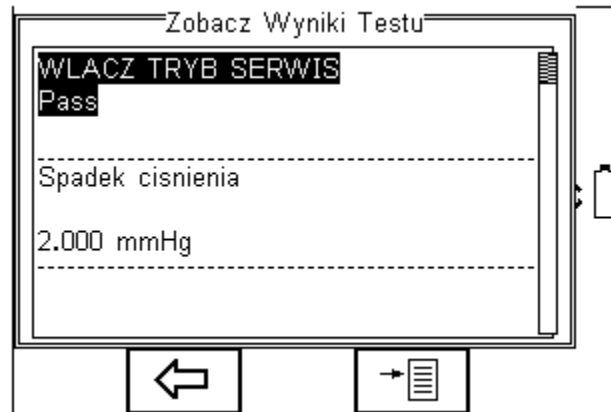 Zobacz Wyniki Testu
WLACZ TRYB SERWIS
Pass
Spadek cisnienia
2.000 mmHg